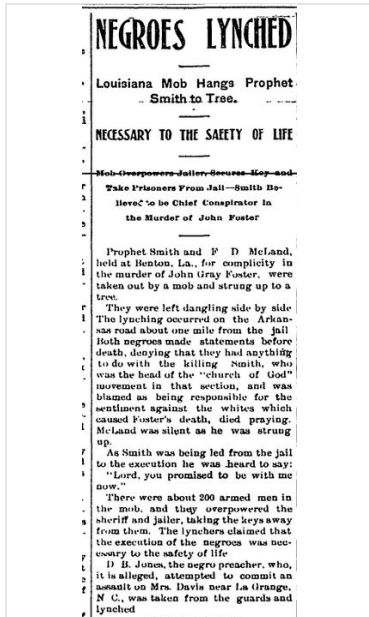 NEGROES LYNCHED
Louisiana Mob Hangs Prophet
Smith to Tree.
NECESSARY TO THE SAFETY OF LIFE
Mob Overpowers Jailer, Secures Key and
Take Prisoners From Jail—Smith Be-
lieved to be Chief Conspirator in
the Murder of John Foster
Prophet Smith and F D McLand,
held at Benton, La., for complicity in
the murder of John Gray Foster, were
taken out by a mob and strung up to a
tree.
They were left dangling side by side
The lynching occurred on the Arkan-
sas road about one mile from the jail
Both negroes made statements before
death, denying that they had anything
to do with the killing Smith, who
was the head of the "church of God"
movement in that section, and was
blamed as being responsible for the
sentiment against the whites which
caused Foster's death, died praying.
McLand was silent as he was strung
up.
As Smith was being led from the jail
to the execution he was heard to say:
"Lord, you promised to be with me
now."
There were about 200 armed men in
the mob, and they overpowered the
sheriff and jailer, taking the keys away
from them. The lynchers claimed that
the execution of the negroes was nec-
essary to the safety of life
D B. Jones, the negro preacher, who,
it is alleged, attempted to commit an
assault on Mrs. Davis near La Grange,
N C., was taken from the guards and
lynched